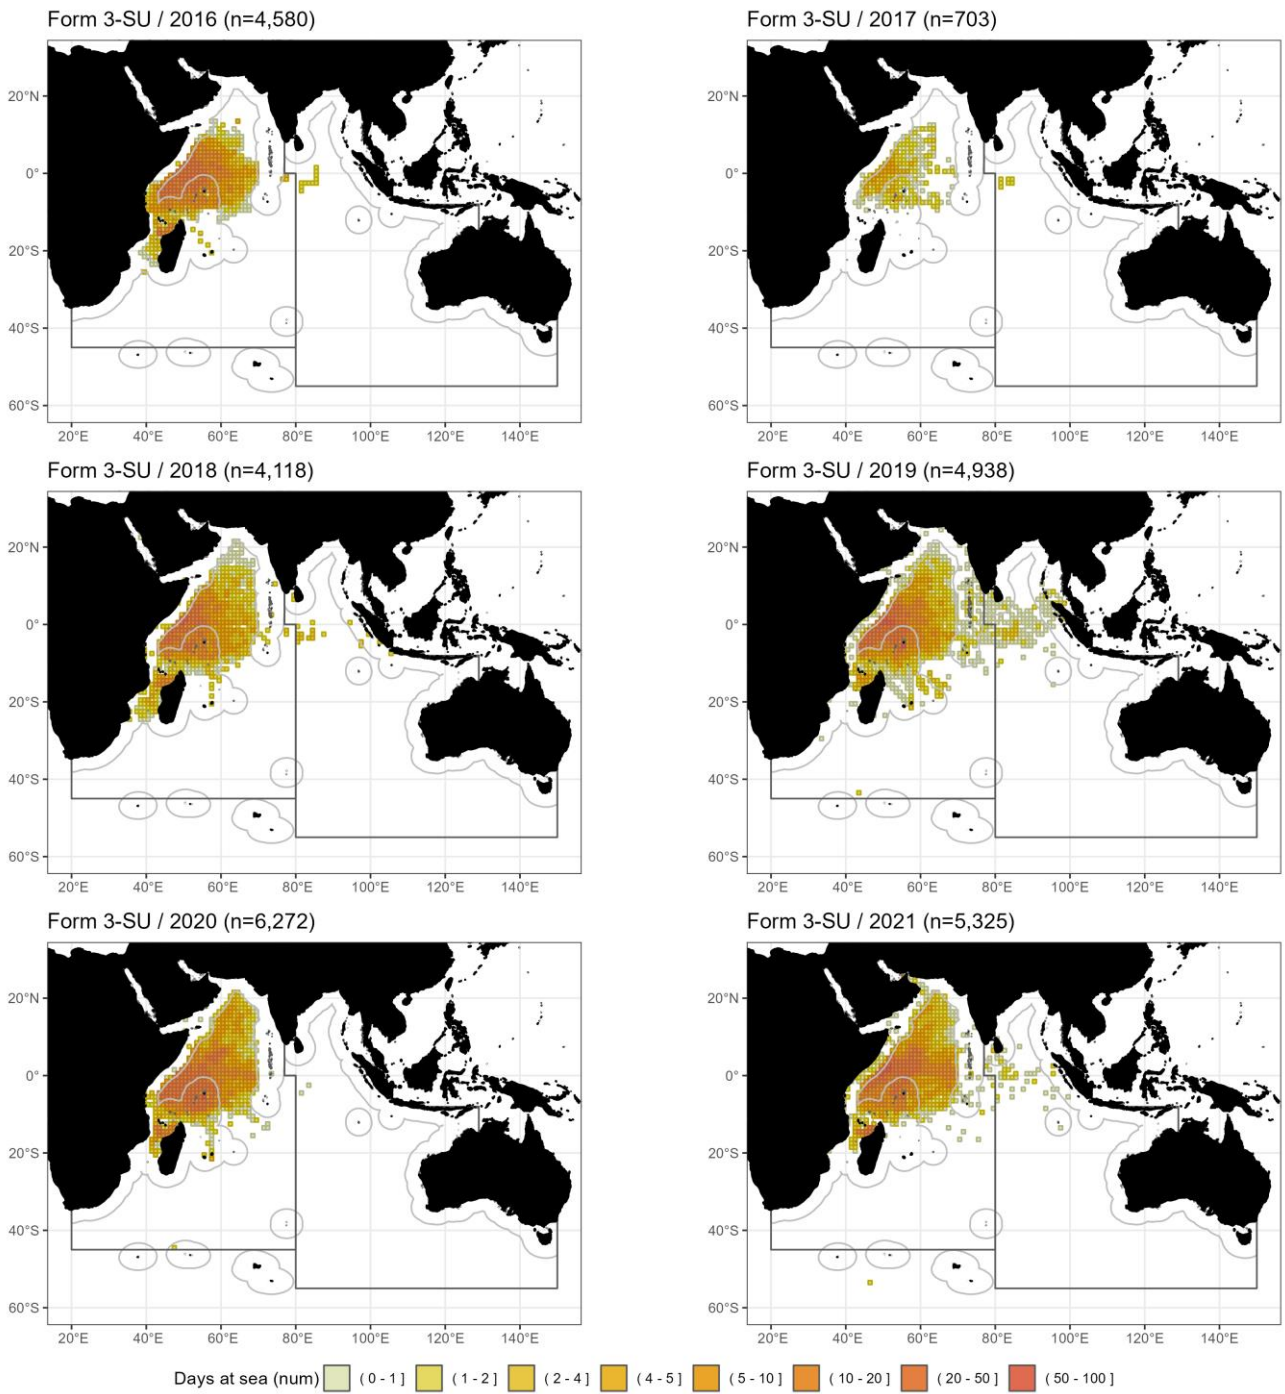 Form 3-SU / 2016 (n=4,580)
20°N
0°
20°S
40°S
60°S
20°E 40°E 60°E 80°E 100°E 120°E 140°E
Form 3-SU / 2017 (n=703)
20°N
0°
20°S
40°S
60°S
20°E 40°E 60°E 80°E 100°E 120°E 140°E
Form 3-SU / 2018 (n=4,118)
20°N
0°
20°S
40°S
60°S
20°E 40°E 60°E 80°E 100°E 120°E 140°E
Form 3-SU / 2019 (n=4,938)
20°N
0°
20°S
40°S
60°S
20°E 40°E 60°E 80°E 100°E 120°E 140°E
Form 3-SU / 2020 (n=6,272)
20°N
0°
20°S
40°S
60°S
20°E 40°E 60°E 80°E 100°E 120°E 140°E
Form 3-SU / 2021 (n=5,325)
20°N
0°
20°S
40°S
60°S
20°E 40°E 60°E 80°E 100°E 120°E 140°E
Days at sea (num) ( 0 - 1 ] ( 1 - 2 ] ( 2 - 4 ] ( 4 - 5 ] ( 5 - 10 ] ( 10 - 20 ] ( 20 - 50 ] ( 50 - 100 ]